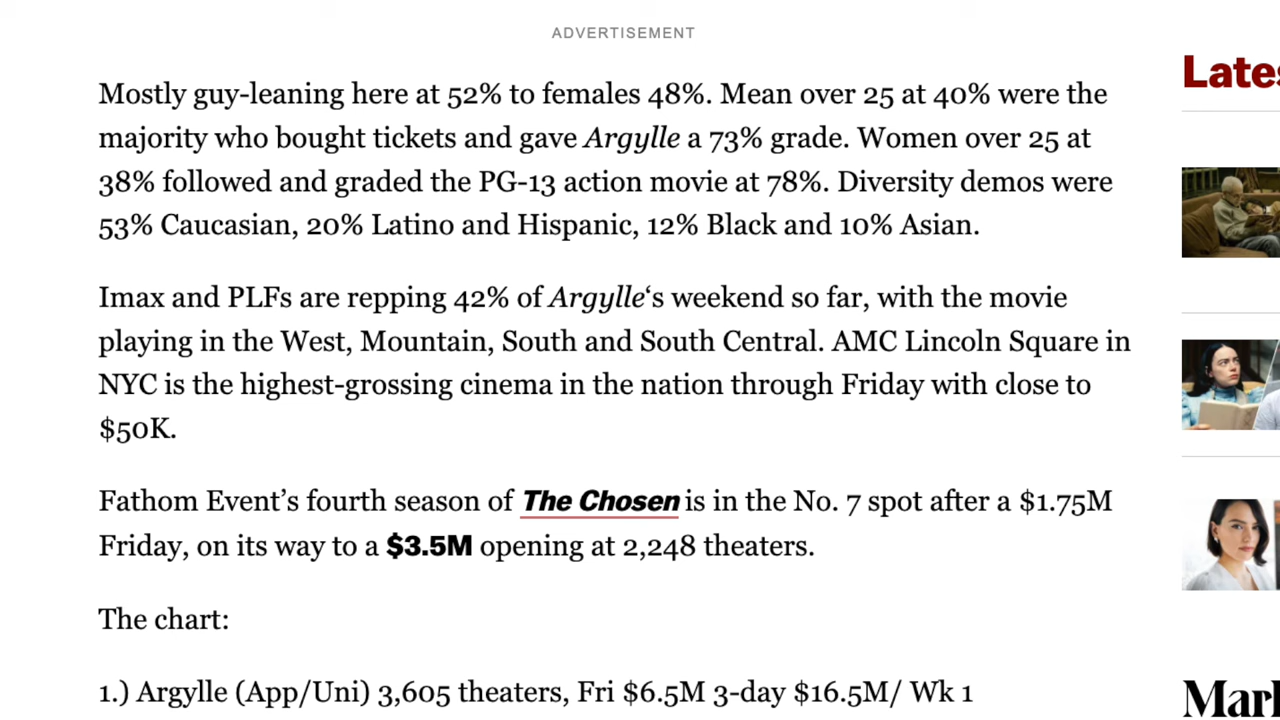 ADVERTISEMENT
Mostly guy-leaning here at 52% to females 48%. Mean over 25 at 40% were the
majority who bought tickets and gave Argylle a 73% grade. Women over 25 at
38% followed and graded the PG-13 action movie at 78%. Diversity demos were
53% Caucasian, 20% Latino and Hispanic, 12% Black and 10% Asian.
Imax and PLFs are repping 42% of Argylle‘s weekend so far, with the movie
playing in the West, Mountain, South and South Central. AMC Lincoln Square in
NYC is the highest-grossing cinema in the nation through Friday with close to
$50K.
Fathom Event’s fourth season of The Chosen is in the No. 7 spot after a $1.75M
Friday, on its way to a $3.5M opening at 2,248 theaters.
The chart:
1.) Argylle (App/Uni) 3,605 theaters, Fri $6.5M 3-day $16.5M/ Wk 1